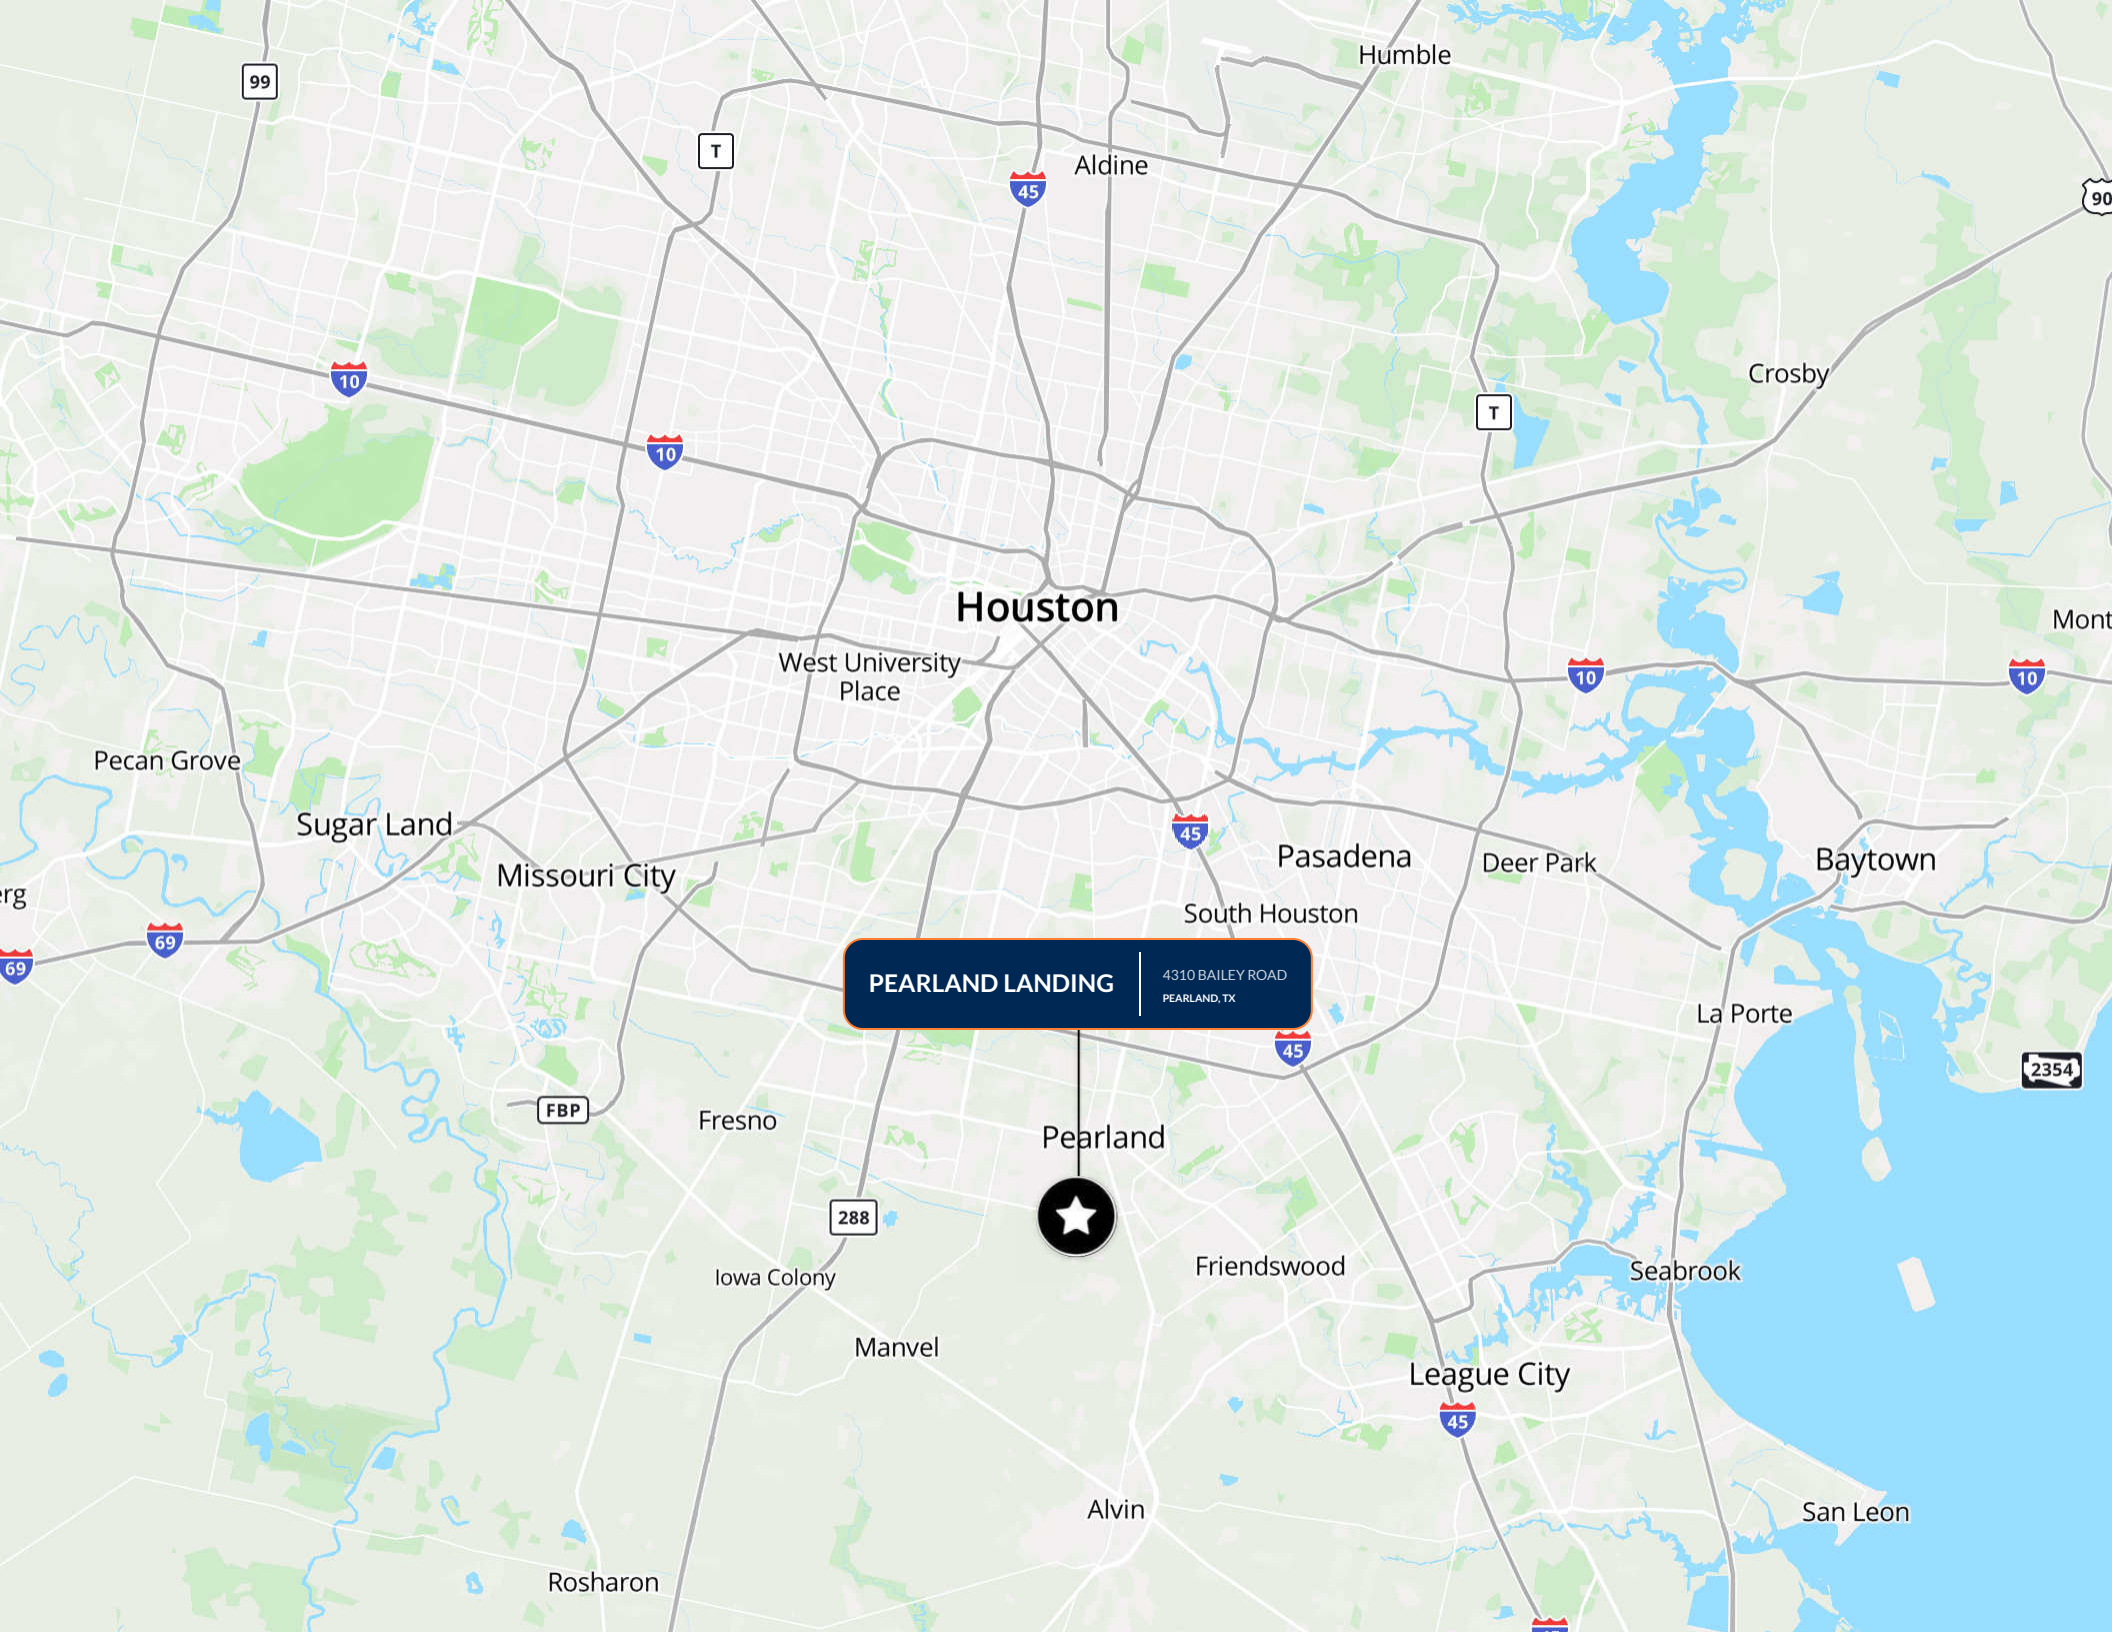 Humble
99
T
Aldine
45
90
Crosby
10
T
10
Houston
Mont
West University
Place
10
10
Pecan Grove
Sugar Land
45
Pasadena
Deer Park
Baytown
Missouri City
erg
South Houston
69
69
PEARLAND LANDING
4310 BAILEY ROAD
PEARLAND, TX
La Porte
45
2354
FBP
Fresno
Pearland
288
Iowa Colony
Friendswood
Seabrook
Manvel
League City
45
Alvin
San Leon
Rosharon